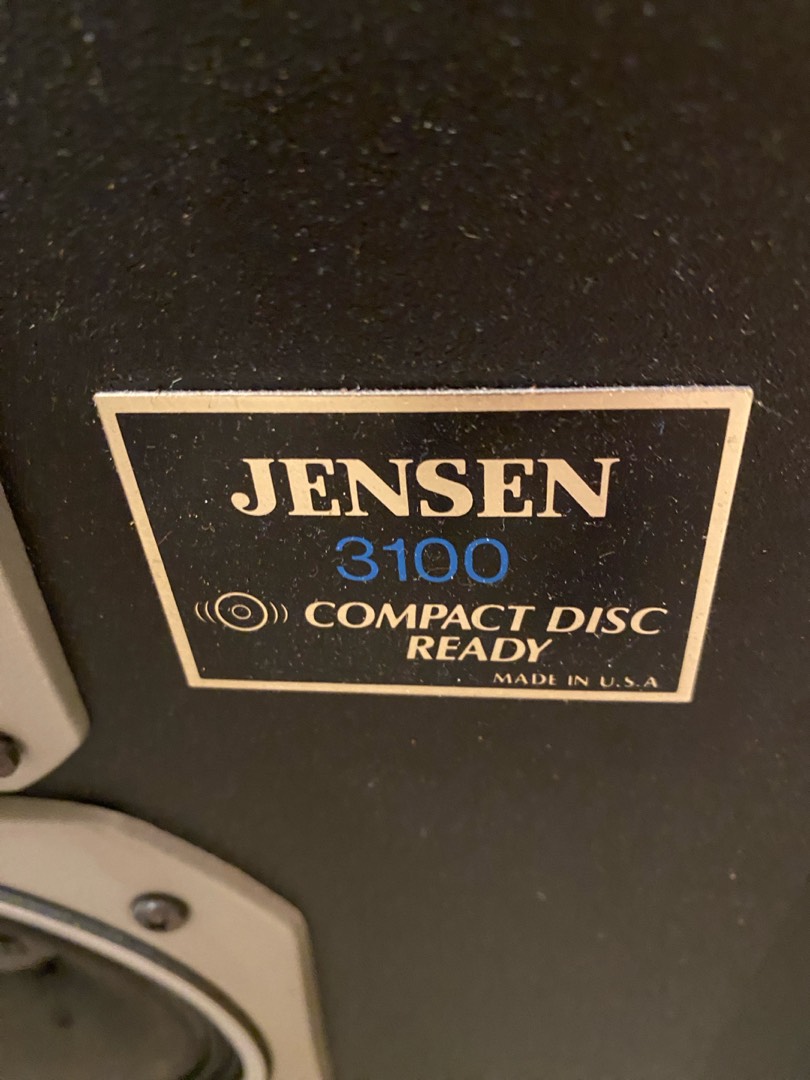 JENSEN
3100
COMPACT DISC
READY
MADE IN U.S.A